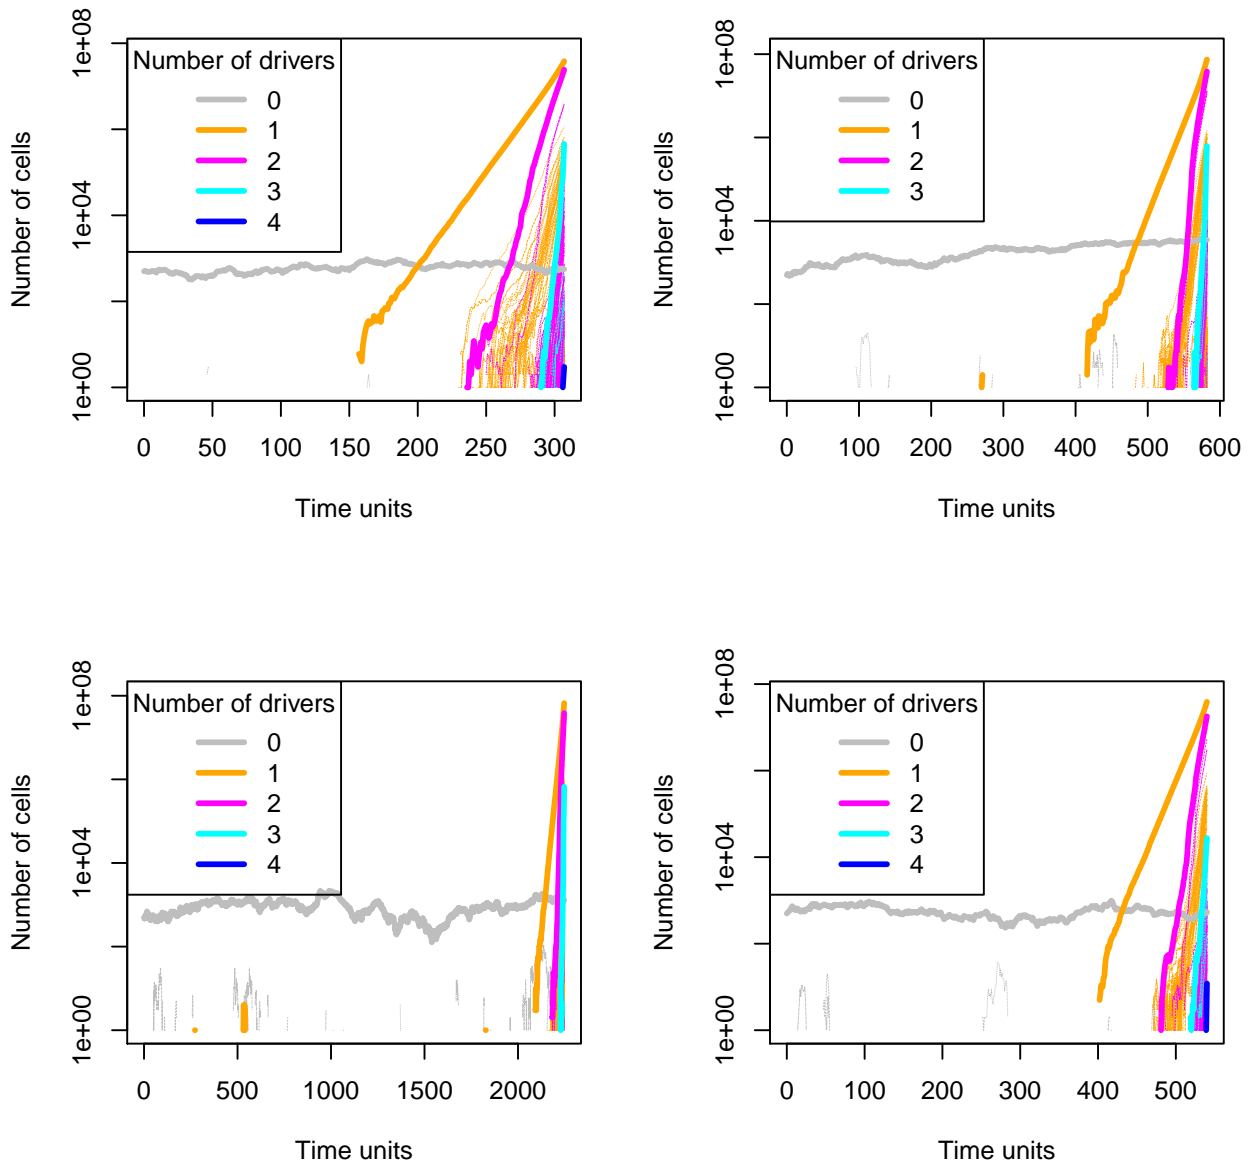 Number of drivers
0
1
2
3
4
Number of cells
1e+00 1e+04 1e+08
0 50 100 150 200 250 300
Time units
Number of drivers
0
1
2
3
Number of cells
1e+00 1e+04 1e+08
0 100 200 300 400 500 600
Time units
Number of drivers
0
1
2
3
4
Number of cells
1e+00 1e+04 1e+08
0 500 1000 1500 2000
Time units
Number of drivers
0
1
2
3
4
Number of cells
1e+00 1e+04 1e+08
0 100 200 300 400 500
Time units